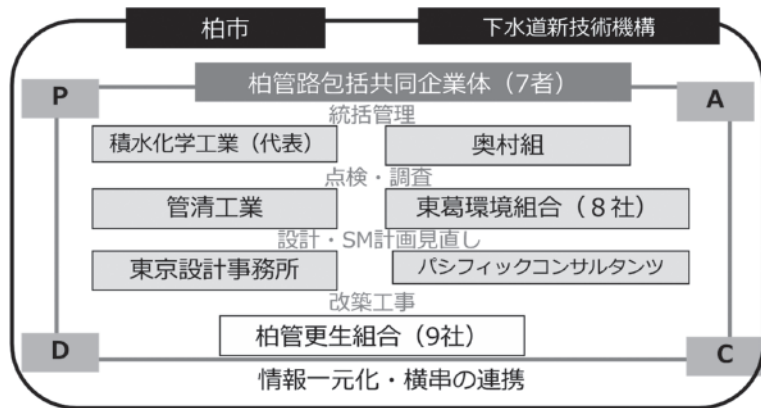 柏市
下水道新技術機構
P
柏管路包括共同企業体（7者）
A
統括管理
積水化学工業（代表）
奥村組
点検・調査
管清工業
東葛環境組合（８社）
設計・SM計画見直し
東京設計事務所
パシフィックコンサルタンツ
改築工事
柏管更生組合（9社）
D
C
情報一元化・横串の連携